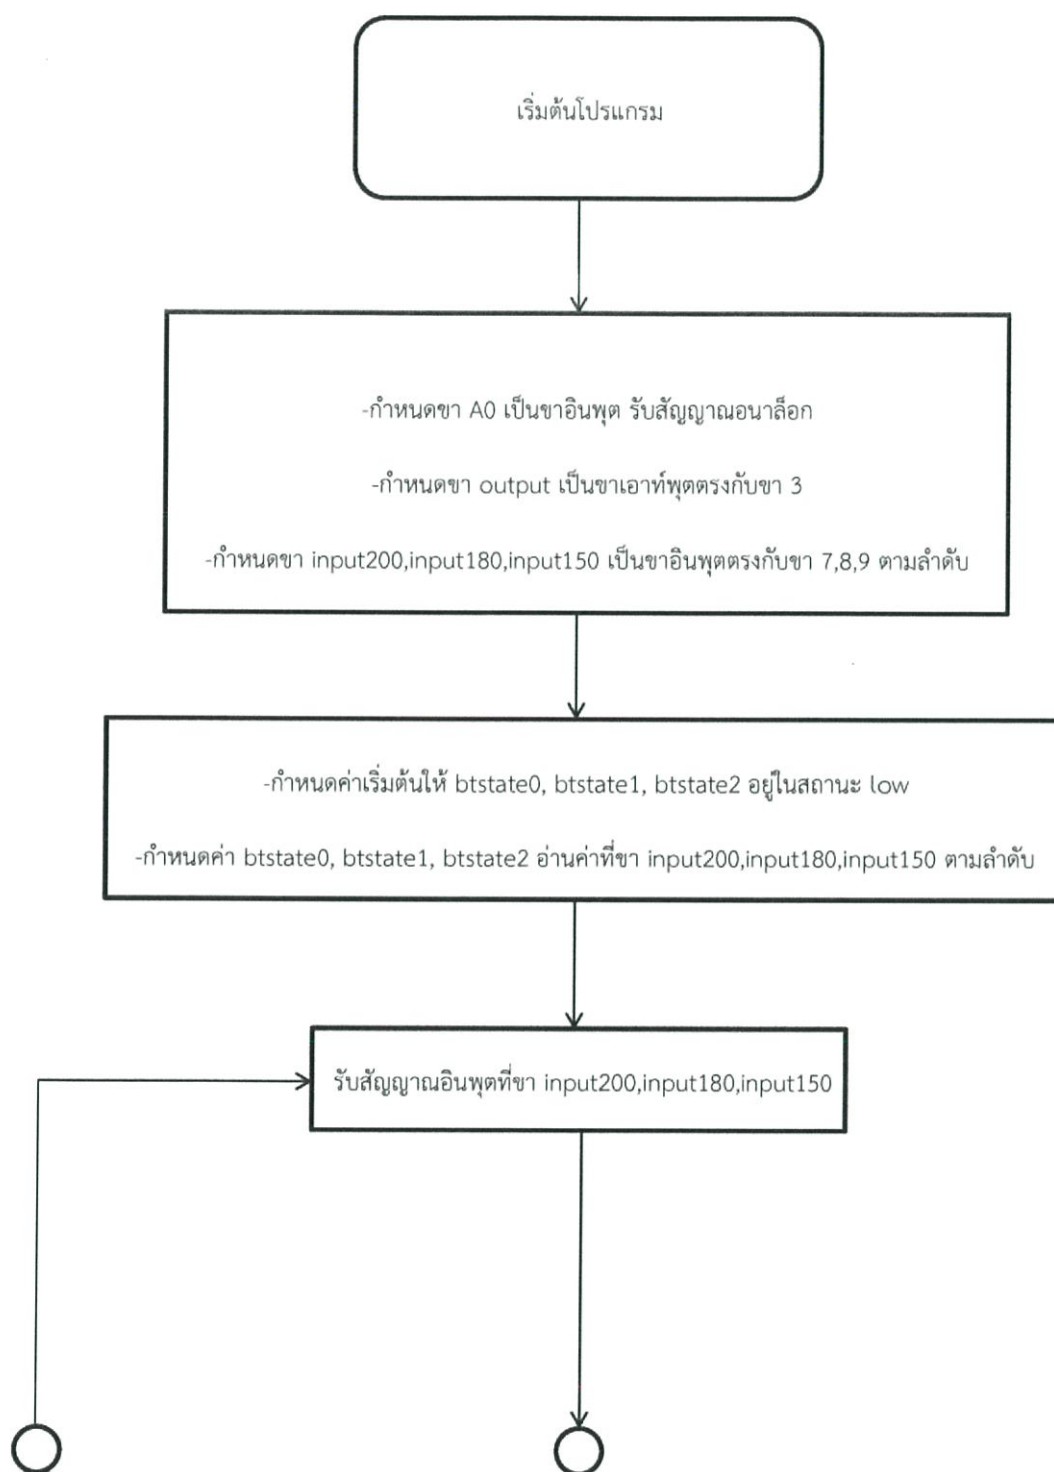 เริ่มต้นโปรแกรม
-กำหนดขา A0 เป็นขาอินพุต รับสัญญาณอนาล็อก
-กำหนดขา output เป็นขาเอาท์พุตตรงกับขา 3
-กำหนดขา input200,input180,input150 เป็นขาอินพุตตรงกับขา 7,8,9 ตามลำดับ
-กำหนดค่าเริ่มต้นให้ btstate0, btstate1, btstate2 อยู่ในสถานะ low
-กำหนดค่า btstate0, btstate1, btstate2 อ่านค่าที่ขา input200,input180,input150 ตามลำดับ
รับสัญญาณอินพุตที่ขา input200,input180,input150